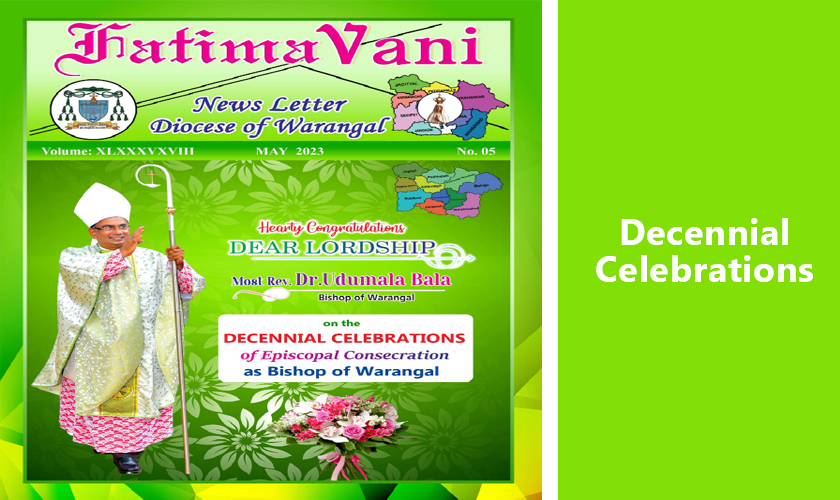 FatimaVani
News Letter
Diocese of Warangal
Volume: XLXXXVXVIII MAY 2023 No. 05
Hearty Congratulations
DEAR LORDSHIP
Most Rev. Dr.Udumala Bala
Bishop of Warangal
on the
DECENNIAL CELEBRATIONS
of Episcopal Consecration
as Bishop of Warangal
Decennial
Celebrations